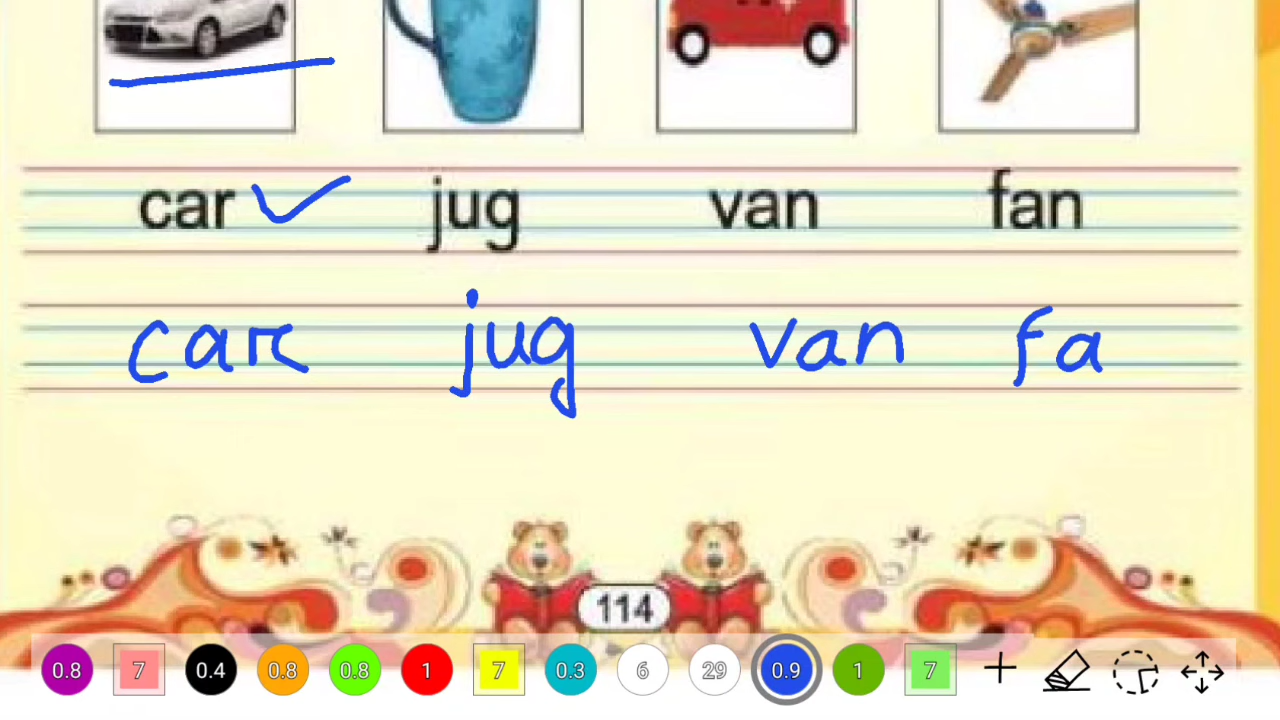 car jug van fan
car jug van fa
114
0.8 7 0.4 0.8 0.8 1 7 0.3 6 29 0.9 1 7